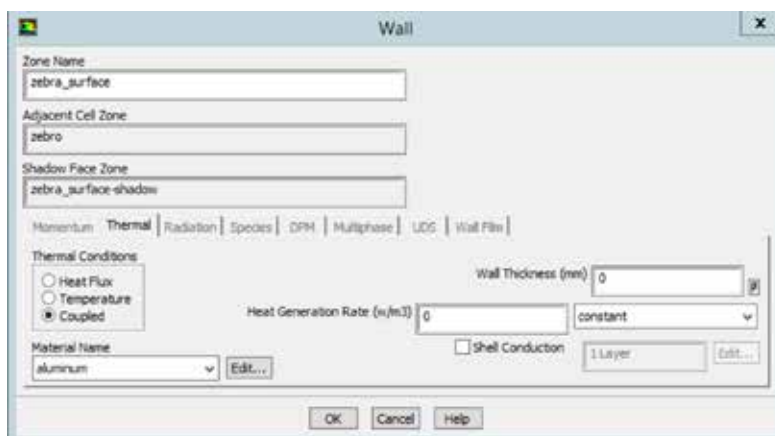 Wall
x
Zone Name
zebra_surface
Adjacent Cell Zone
zebro
Shadow Face Zone
zebra_surface-shadow
Momentum Thermal Radiation Species DPM Multiphase UDS Wall Film
Thermal Conditions
Heat Flux
Temperature
Coupled
Wall Thickness (mm) 0 P
Heat Generation Rate (w/m3) 0 constant
Material Name
aluminum Edit...
Shell Conduction 1 Layer Edit...
OK Cancel Help